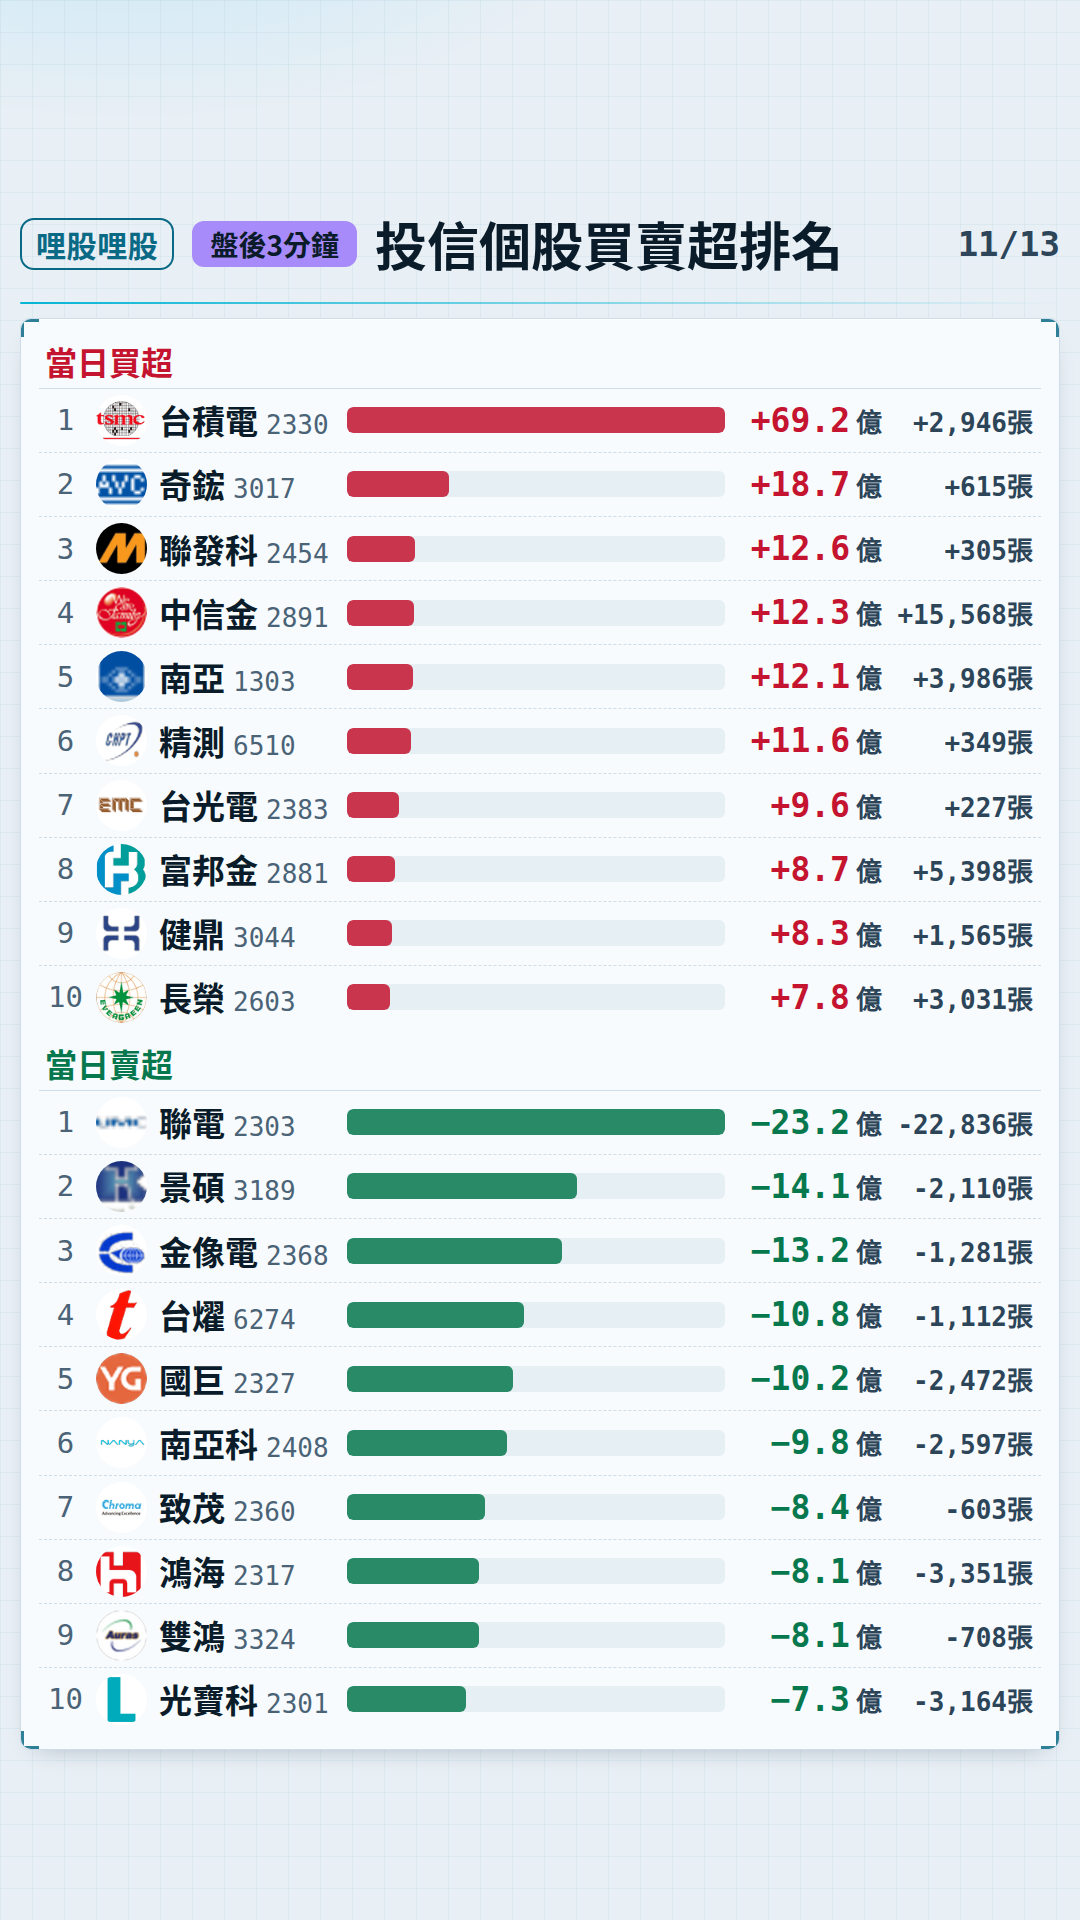 哩股哩股 盤後3分鐘 投信個股買賣超排名 11/13
當日買超
1 tsmc 台積電 2330 +69.2 億 +2,946張
2 AVC 奇鋐 3017 +18.7 億 +615張
3 聯發科 2454 +12.6 億 +305張
4 中信金 2891 +12.3 億 +15,568張
5 南亞 1303 +12.1 億 +3,986張
6 CHPT 精測 6510 +11.6 億 +349張
7 EMC 台光電 2383 +9.6 億 +227張
8 富邦金 2881 +8.7 億 +5,398張
9 健鼎 3044 +8.3 億 +1,565張
10 EVERGREEN 長榮 2603 +7.8 億 +3,031張
當日賣超
1 UMC 聯電 2303 −23.2 億 -22,836張
2 景碩 3189 −14.1 億 -2,110張
3 金像電 2368 −13.2 億 -1,281張
4 t 台燿 6274 −10.8 億 -1,112張
5 YG 國巨 2327 −10.2 億 -2,472張
6 NANYA 南亞科 2408 −9.8 億 -2,597張
7 Chroma Advancing Excellence 致茂 2360 −8.4 億 -603張
8 鴻海 2317 −8.1 億 -3,351張
9 Auras 雙鴻 3324 −8.1 億 -708張
10 L 光寶科 2301 −7.3 億 -3,164張